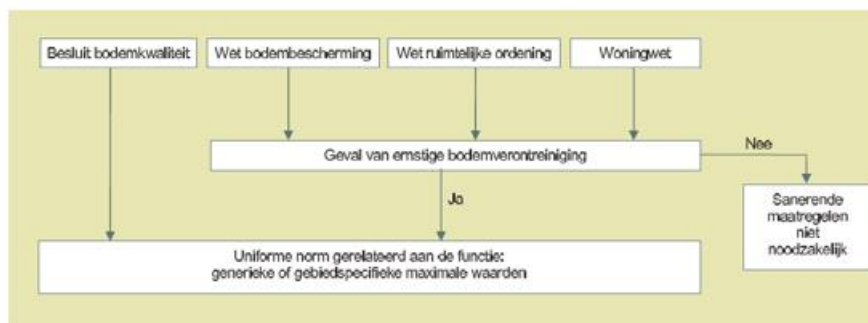 Besluit bodemkwaliteit
Wet bodembescherming
Wet ruimtelijke ordening
Woningwet
Geval van ernstige bodemverontreiniging
Nee
Ja
Sanerende
maatregelen
niet
noodzakelijk
Uniforme norm gerelateerd aan de functie:
generieke of gebiedspecifieke maximale waarden